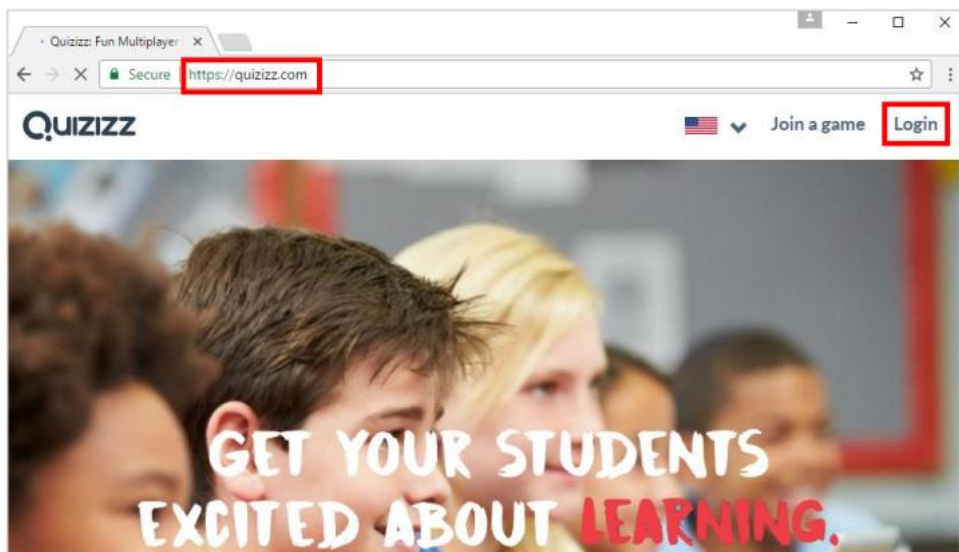 Quizizz: Fun Multiplayer
Secure https://quizizz.com
QUIZIZZ Join a game Login
GET YOUR STUDENTS
EXCITED ABOUT LEARNING.